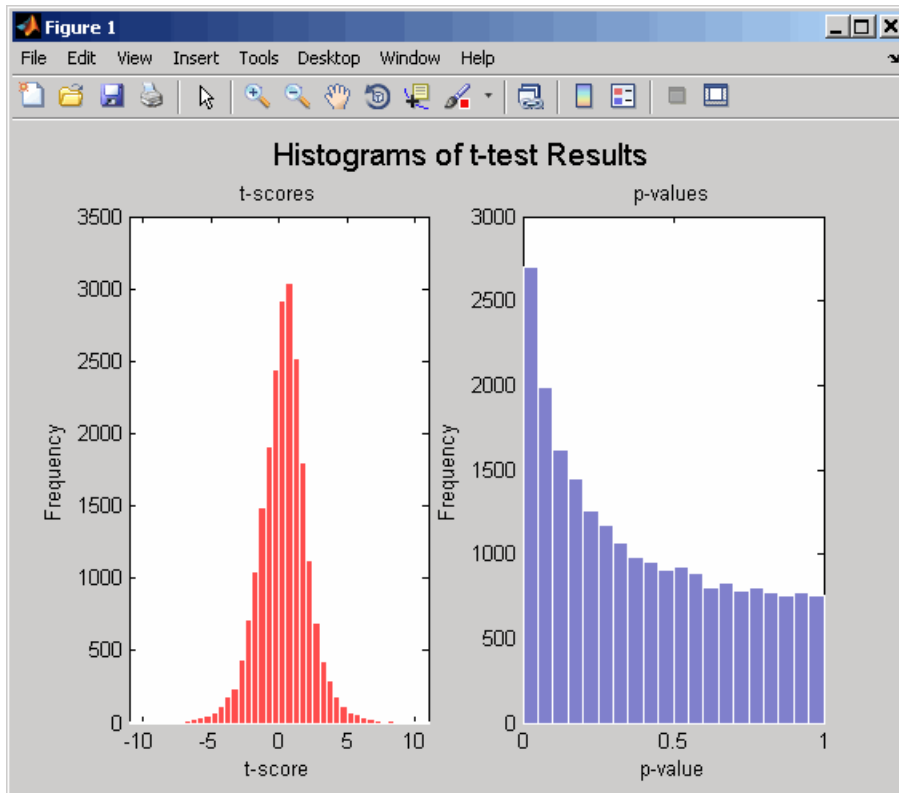 Figure 1
File Edit View Insert Tools Desktop Window Help
Histograms of t-test Results
t-scores
3500
3000
2500
2000
1500
1000
500
0
Frequency
-10 -5 0 5 10
t-score
p-values
3000
2500
2000
1500
1000
500
0
Frequency
0 0.5 1
p-value